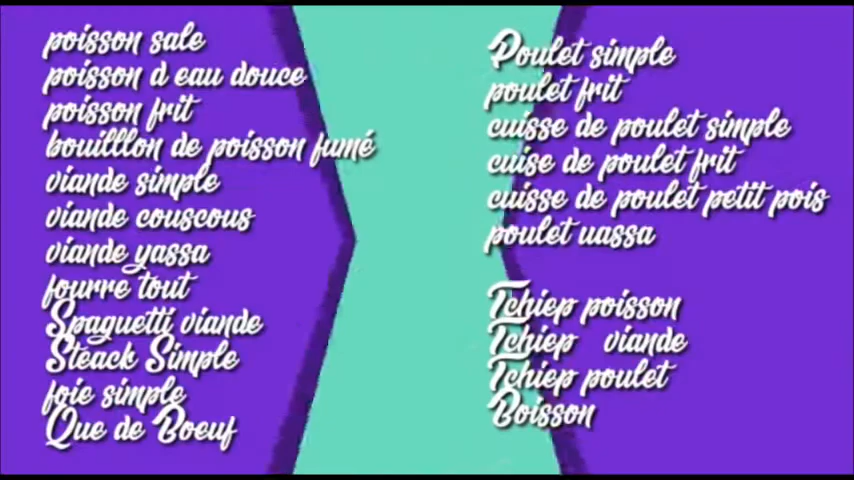 poisson sale
poisson d eau douce
poisson frit
bouilllon de poisson fumé
viande simple
viande couscous
viande yassa
fourre tout
Spaguetti viande
Steack Simple
foie simple
Que de Boeuf
Poulet simple
poulet frit
cuisse de poulet simple
cuise de poulet frit
cuisse de poulet petit pois
poulet uassa
Tchiep poisson
Tchiep viande
Tchiep poulet
Boisson